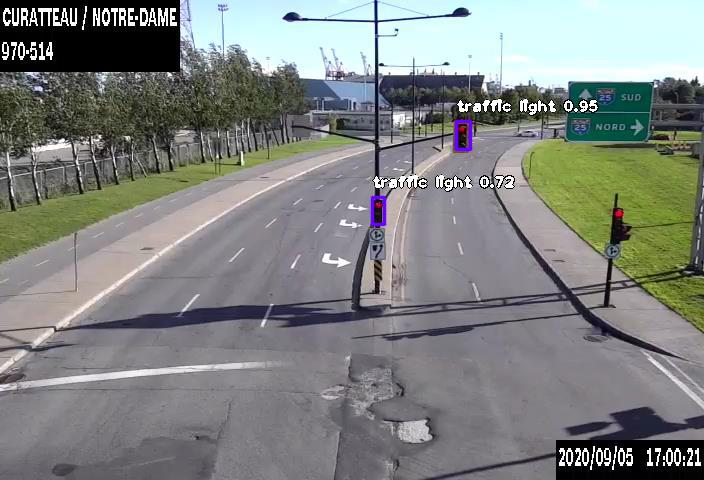 CURATTEAU / NOTRE-DAME
970-514
traffic light 0.95
25 SUD
25 NORD
traffic light 0.72
2020/09/05 17:00:21